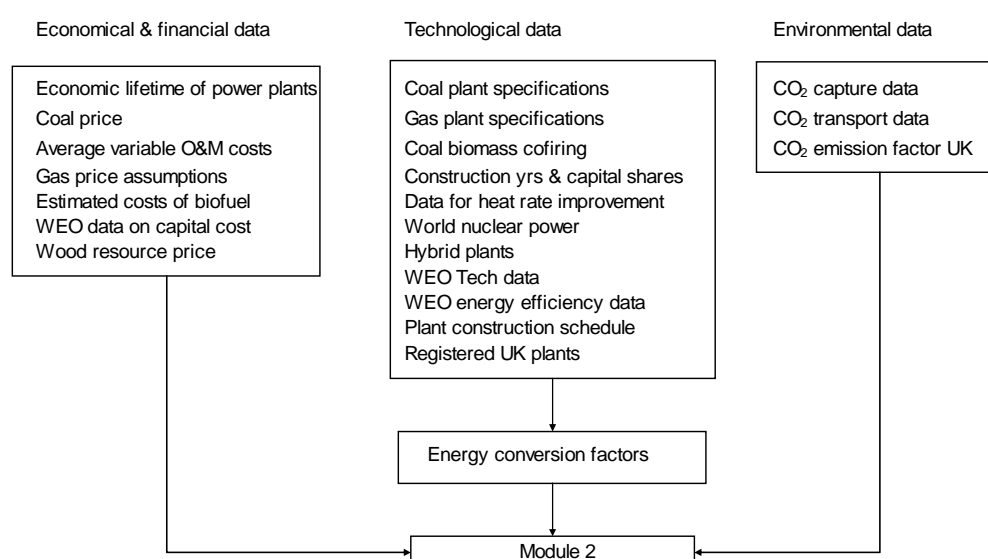 Economical & financial data
Economic lifetime of power plants
Coal price
Average variable O&M costs
Gas price assumptions
Estimated costs of biofuel
WEO data on capital cost
Wood resource price
Technological data
Coal plant specifications
Gas plant specifications
Coal biomass cofiring
Construction yrs & capital shares
Data for heat rate improvement
World nuclear power
Hybrid plants
WEO Tech data
WEO energy efficiency data
Plant construction schedule
Registered UK plants
Environmental data
CO₂ capture data
CO₂ transport data
CO₂ emission factor UK
Energy conversion factors
Module 2